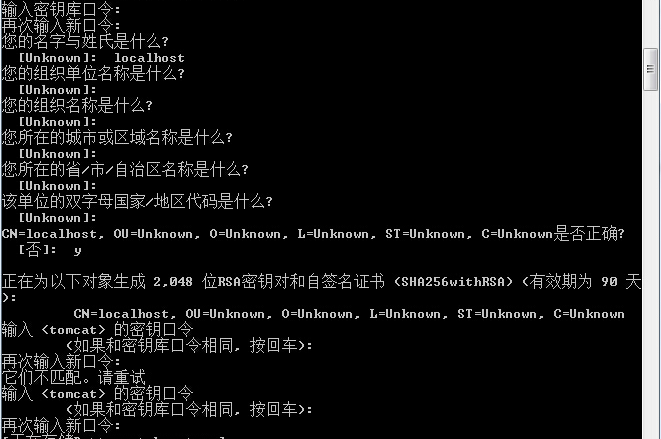 输入密钥库口令:
再次输入新口令:
您的名字与姓氏是什么?
[Unknown]: localhost
您的组织单位名称是什么?
[Unknown]:
您的组织名称是什么?
[Unknown]:
您所在的城市或区域名称是什么?
[Unknown]:
您所在的省/市/自治区名称是什么?
[Unknown]:
该单位的双字母国家/地区代码是什么?
[Unknown]:
CN=localhost, OU=Unknown, O=Unknown, L=Unknown, ST=Unknown, C=Unknown是否正确?
[否]: y
正在为以下对象生成 2,048 位RSA密钥对和自签名证书 (SHA256withRSA) (有效期为 90 天
):
CN=localhost, OU=Unknown, O=Unknown, L=Unknown, ST=Unknown, C=Unknown
输入 <tomcat> 的密钥口令
(如果和密钥库口令相同, 按回车):
再次输入新口令:
它们不匹配。请重试
输入 <tomcat> 的密钥口令
(如果和密钥库口令相同, 按回车):
再次输入新口令: